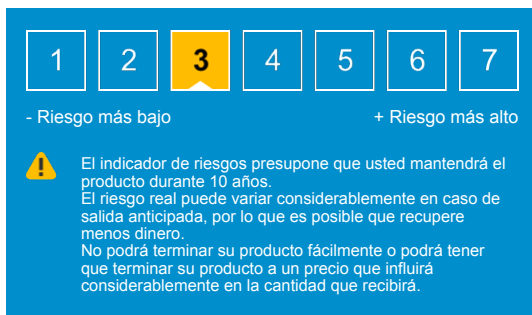 1 2 3 4 5 6 7
- Riesgo más bajo + Riesgo más alto
El indicador de riesgos presupone que usted mantendrá el
producto durante 10 años.
El riesgo real puede variar considerablemente en caso de
salida anticipada, por lo que es posible que recupere
menos dinero.
No podrá terminar su producto fácilmente o podrá tener
que terminar su producto a un precio que influirá
considerablemente en la cantidad que recibirá.